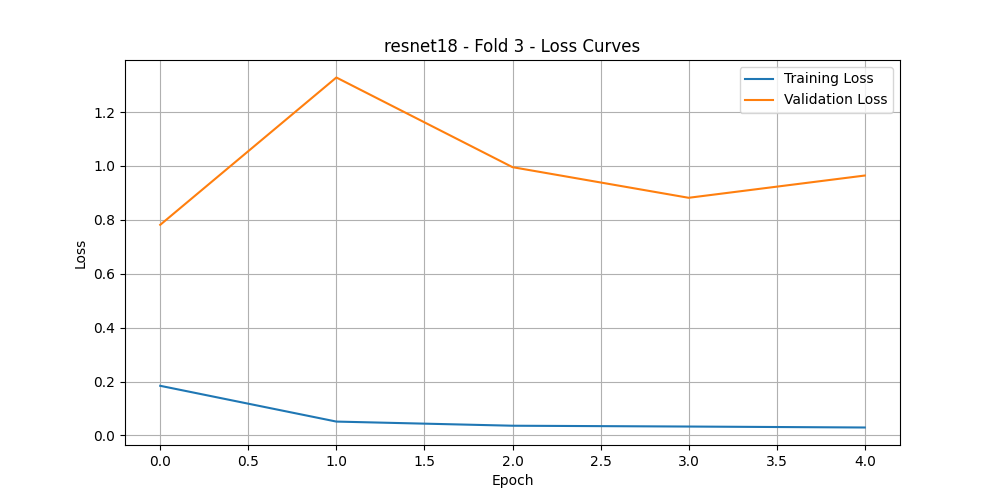 resnet18 - Fold 3 - Loss Curves
Training Loss
Validation Loss
Loss
1.2
1.0
0.8
0.6
0.4
0.2
0.0
0.0 0.5 1.0 1.5 2.0 2.5 3.0 3.5 4.0
Epoch